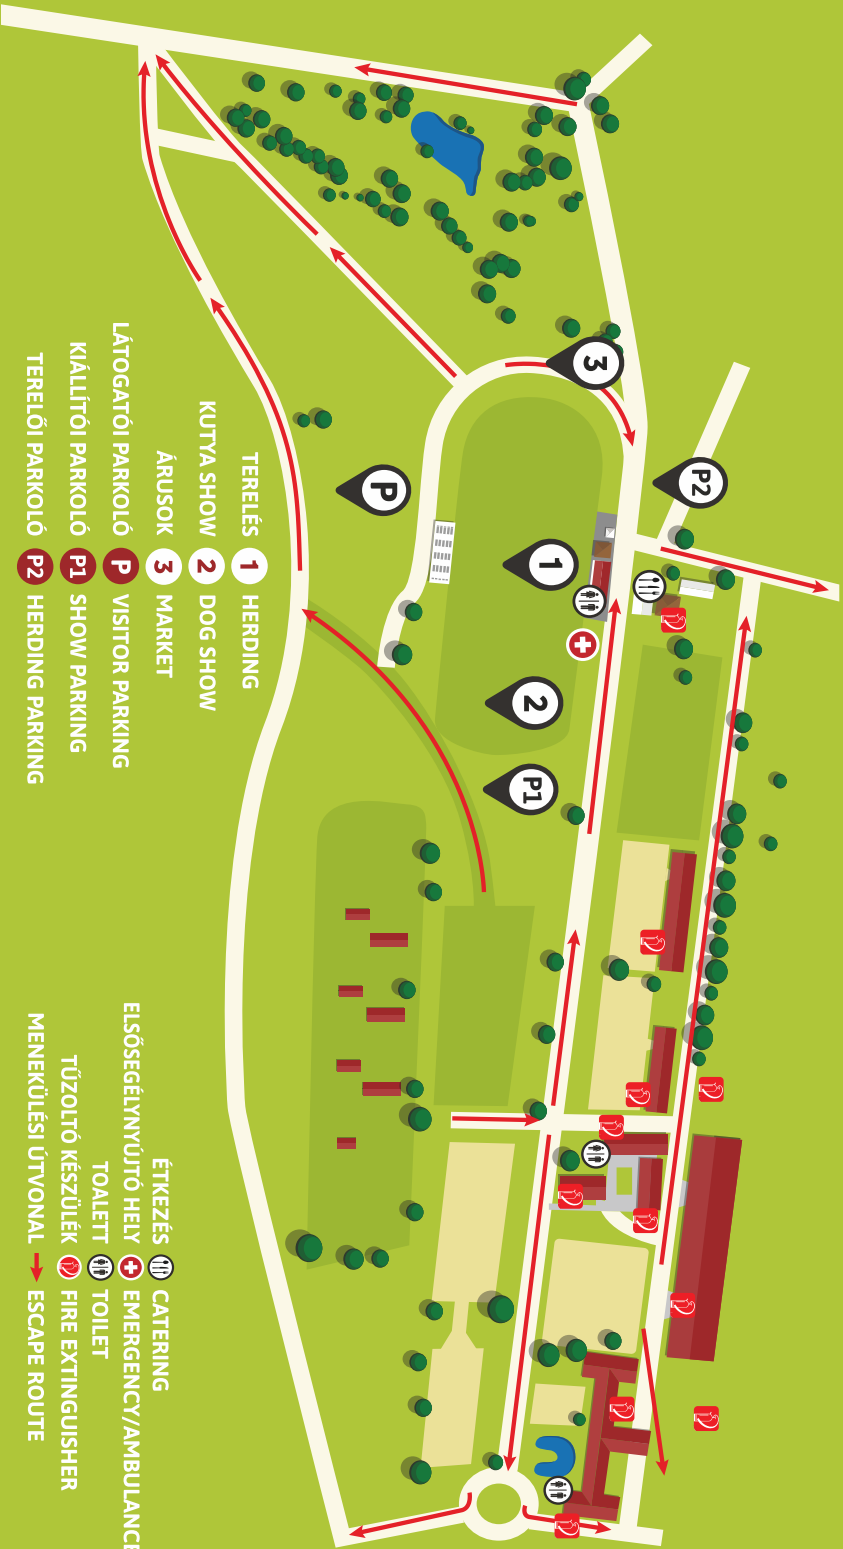 3
P2
P
1
2
P1
TERELÉS 1 HERDING
KUTYA SHOW 2 DOG SHOW
ÁRUSOK 3 MARKET
LÁTOGATÓI PARKOLÓ P VISITOR PARKING
KIÁLLÍTÓI PARKOLÓ P1 SHOW PARKING
TERELŐI PARKOLÓ P2 HERDING PARKING
ÉTKEZÉS CATERING
ELSŐSEGÉLYNYÚJTÓ HELY EMERGENCY/AMBULANCE
TOALETT TOILET
TŰZOLTÓ KÉSZÜLÉK FIRE EXTINGUISHER
MENEKÜLÉSI ÚTVONAL ESCAPE ROUTE